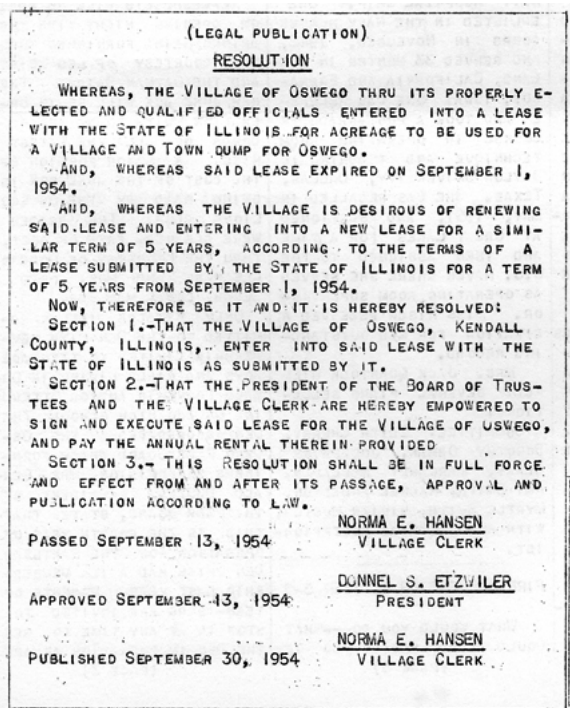 (LEGAL PUBLICATION)
RESOLUTION
WHEREAS, THE VILLAGE OF OSWEGO THRU ITS PROPERLY E-
LECTED AND QUALIFIED OFFICIALS ENTERED INTO A LEASE
WITH THE STATE OF ILLINOIS FOR ACREAGE TO BE USED FOR
A VILLAGE AND TOWN DUMP FOR OSWEGO.
AND, WHEREAS SAID LEASE EXPIRED ON SEPTEMBER 1,
1954.
AND, WHEREAS THE VILLAGE IS DESIROUS OF RENEWING
SAID LEASE AND ENTERING INTO A NEW LEASE FOR A SIMI-
LAR TERM OF 5 YEARS, ACCORDING TO THE TERMS OF A
LEASE SUBMITTED BY THE STATE OF ILLINOIS FOR A TERM
OF 5 YEARS FROM SEPTEMBER 1, 1954.
NOW, THEREFORE BE IT AND IT IS HEREBY RESOLVED:
SECTION 1.-THAT THE VILLAGE OF OSWEGO, KENDALL
COUNTY, ILLINOIS, ENTER INTO SAID LEASE WITH THE
STATE OF ILLINOIS AS SUBMITTED BY IT.
SECTION 2.-THAT THE PRESIDENT OF THE BOARD OF TRUS-
TEES AND THE VILLAGE CLERK ARE HEREBY EMPOWERED TO
SIGN AND EXECUTE SAID LEASE FOR THE VILLAGE OF OSWEGO,
AND PAY THE ANNUAL RENTAL THEREIN PROVIDED
SECTION 3.- THIS RESOLUTION SHALL BE IN FULL FORCE
AND EFFECT FROM AND AFTER ITS PASSAGE, APPROVAL AND
PUBLICATION ACCORDING TO LAW.
NORMA E. HANSEN
PASSED SEPTEMBER 13, 1954 VILLAGE CLERK
DONNEL S. ETZWILER
APPROVED SEPTEMBER 13, 1954 PRESIDENT
NORMA E. HANSEN
PUBLISHED SEPTEMBER 30, 1954 VILLAGE CLERK